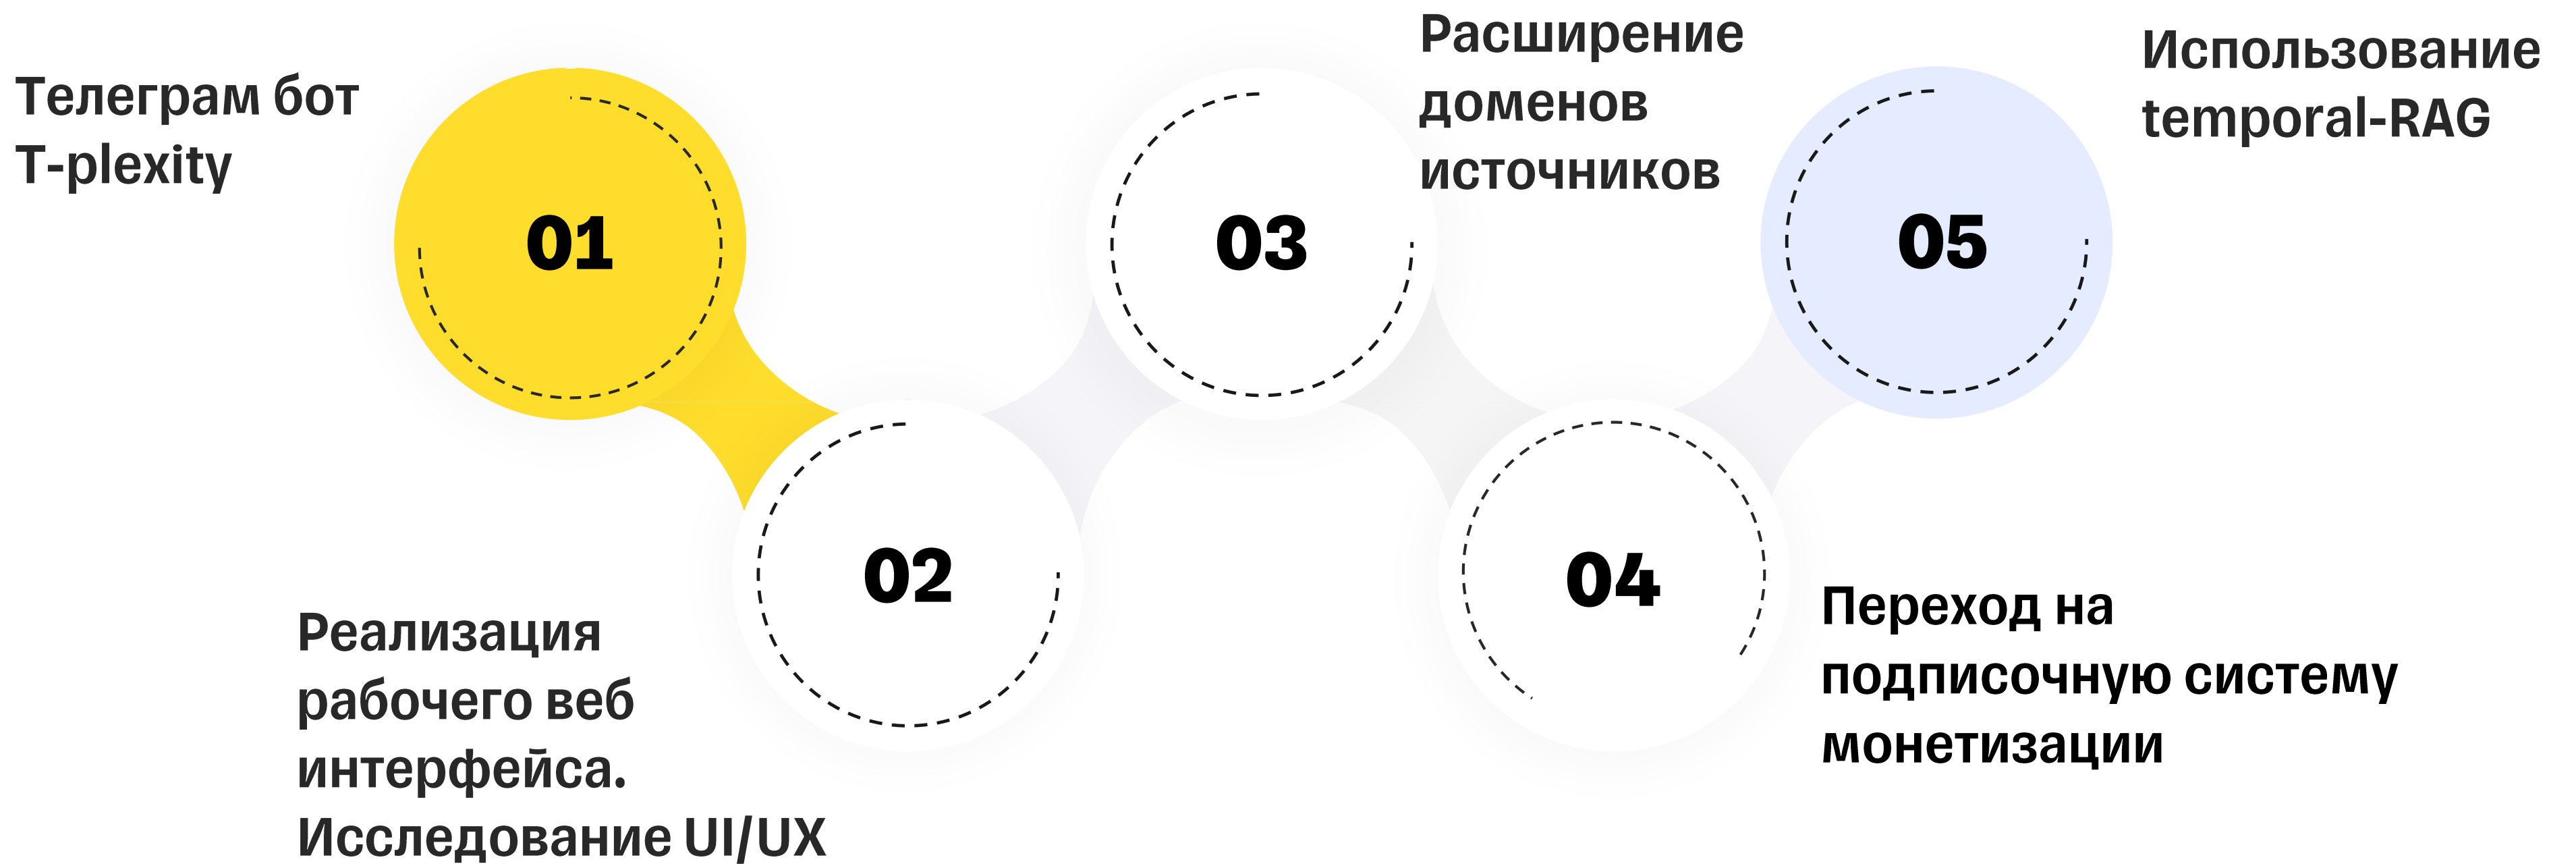 Телеграм бот
T-plexity
01
Реализация
рабочего веб
интерфейса.
Исследование UI/UX
02
Расширение
доменов
источников
03
Переход на
подписочную систему
монетизации
04
Использование
temporal-RAG
05